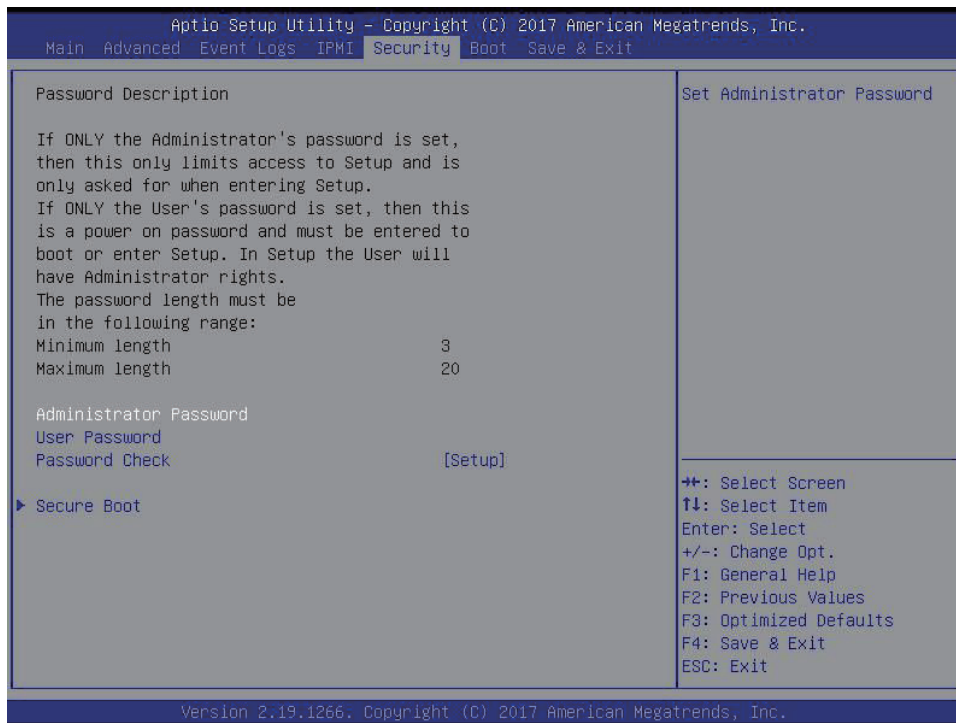 Aptio Setup Utility – Copyright (C) 2017 American Megatrends, Inc.
Main Advanced Event Logs IPMI Security Boot Save & Exit
Password Description
If ONLY the Administrator's password is set,
then this only limits access to Setup and is
only asked for when entering Setup.
If ONLY the User's password is set, then this
is a power on password and must be entered to
boot or enter Setup. In Setup the User will
have Administrator rights.
The password length must be
in the following range:
Minimum length 3
Maximum length 20
Administrator Password
User Password
Password Check [Setup]
Secure Boot
Set Administrator Password
→←: Select Screen
↑↓: Select Item
Enter: Select
+/-: Change Opt.
F1: General Help
F2: Previous Values
F3: Optimized Defaults
F4: Save & Exit
ESC: Exit
Version 2.19.1266. Copyright (C) 2017 American Megatrends, Inc.